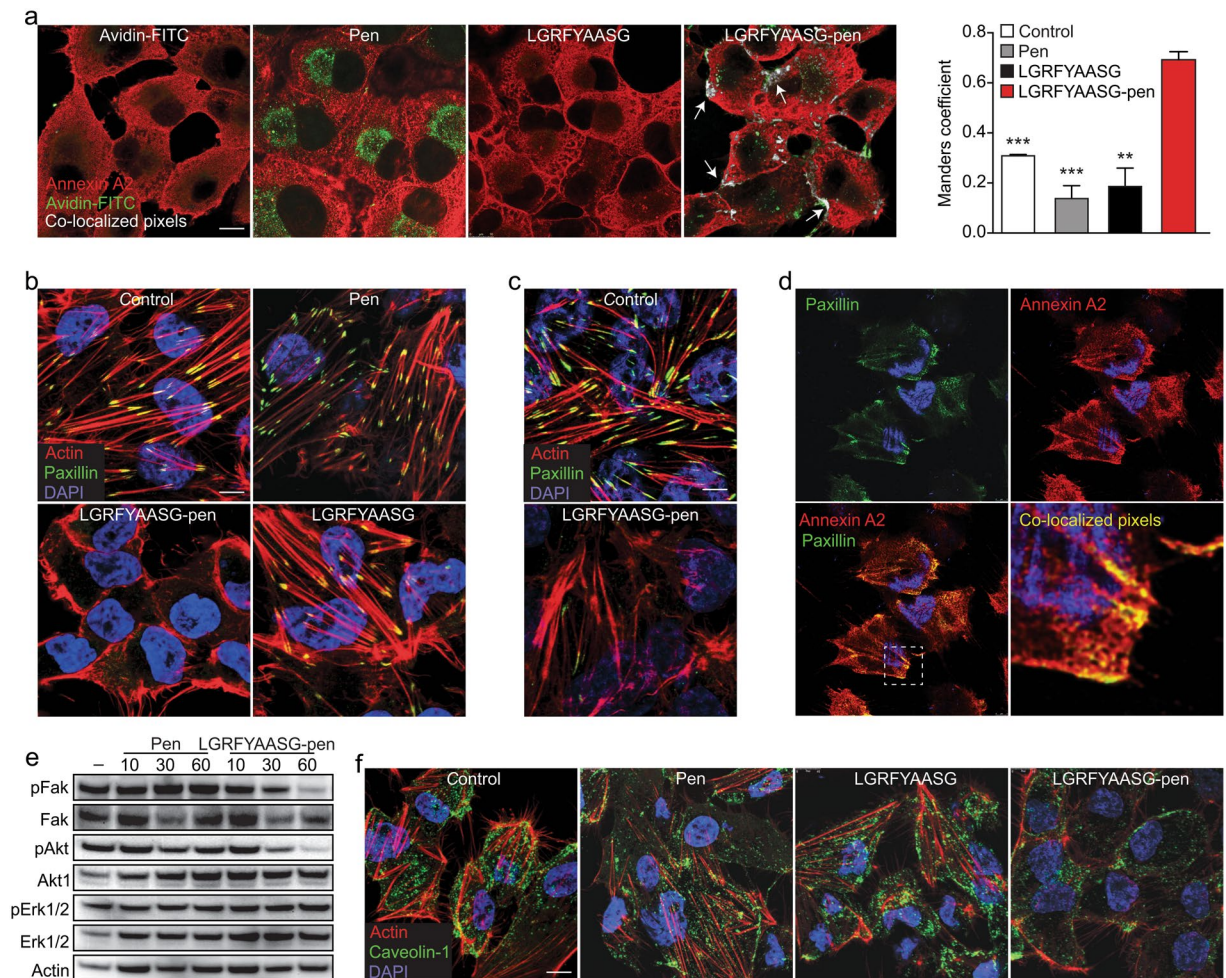 a
Avidin-FITC
Annexin A2
Avidin-FITC
Co-localized pixels
Pen
LGRFYAASG
LGRFYAASG-pen
Manders coefficient
0.8
0.6
0.4
0.2
0.0
***
***
**
Control
Pen
LGRFYAASG
LGRFYAASG-pen
b
Control
Actin
Paxillin
DAPI
Pen
LGRFYAASG-pen
LGRFYAASG
c
Control
Actin
Paxillin
DAPI
LGRFYAASG-pen
d
Paxillin
Annexin A2
Annexin A2
Paxillin
Co-localized pixels
e
Pen LGRFYAASG-pen
– 10 30 60 10 30 60
pFak
Fak
pAkt
Akt1
pErk1/2
Erk1/2
Actin
f
Control
Actin
Caveolin-1
DAPI
Pen
LGRFYAASG
LGRFYAASG-pen